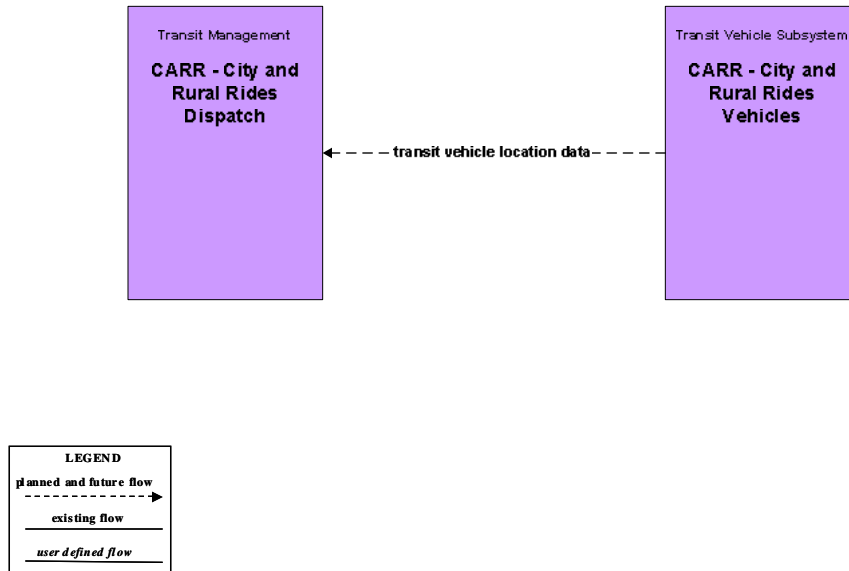 Transit Management
CARR - City and
Rural Rides
Dispatch
Transit Vehicle Subsystem
CARR - City and
Rural Rides
Vehicles
transit vehicle location data
LEGEND
planned and future flow
existing flow
user defined flow